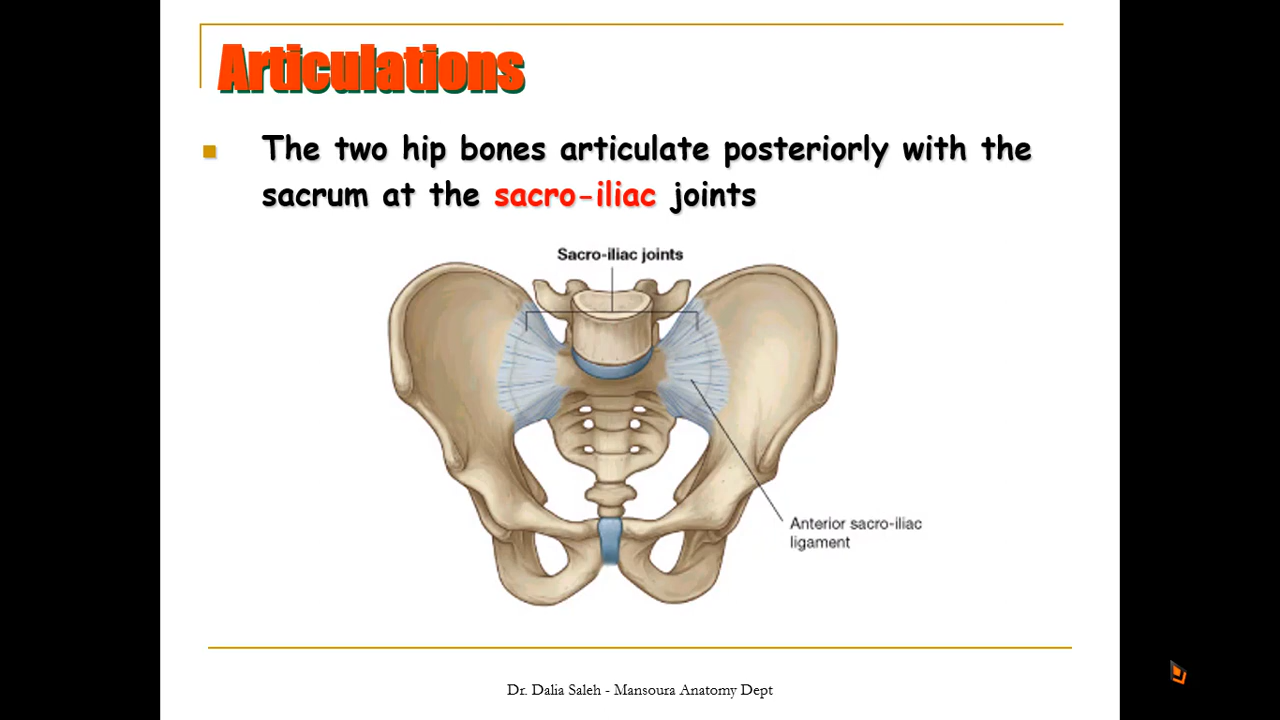 Articulations
The two hip bones articulate posteriorly with the
sacrum at the sacro-iliac joints
Sacro-iliac joints
Anterior sacro-iliac
ligament
Dr. Dalia Saleh - Mansoura Anatomy Dept